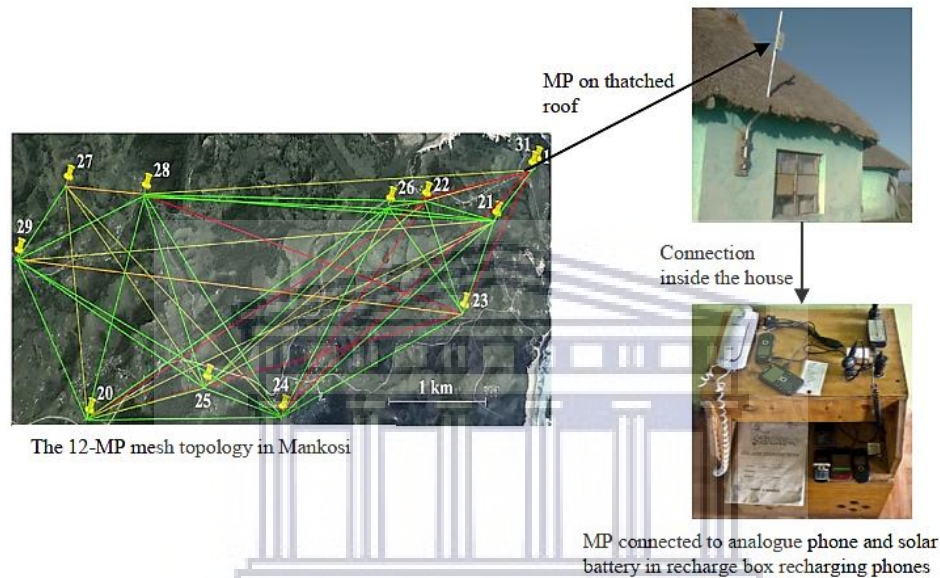 MP on thatched
roof
31
1
27
28
26
22
21
29
23
20
25
24
1 km
The 12-MP mesh topology in Mankosi
Connection
inside the house
MP connected to analogue phone and solar
battery in recharge box recharging phones